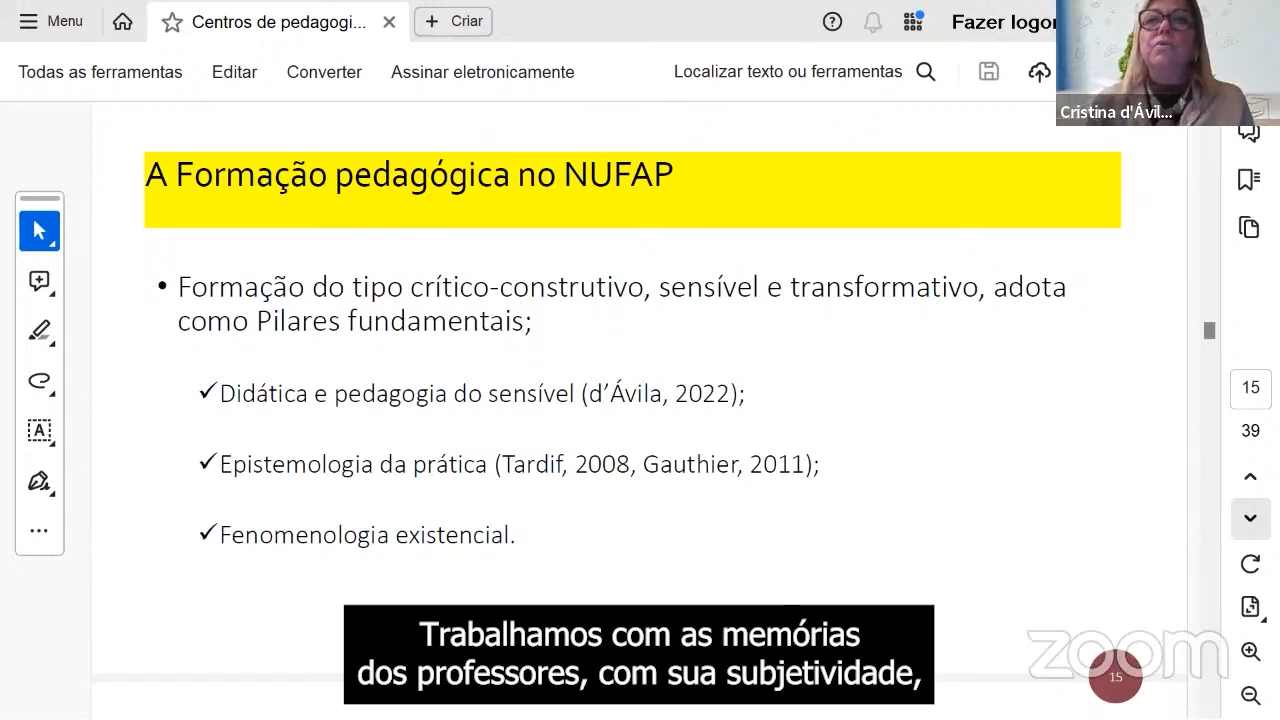 Menu
Centros de pedagogi...
Criar
Fazer logon
Todas as ferramentas
Editar
Converter
Assinar eletronicamente
Localizar texto ou ferramentas
Cristina d'Ávil...
A Formação pedagógica no NUFAP
• Formação do tipo crítico-construtivo, sensível e transformativo, adota
como Pilares fundamentais;
✓Didática e pedagogia do sensível (d’Ávila, 2022);
✓Epistemologia da prática (Tardif, 2008, Gauthier, 2011);
✓Fenomenologia existencial.
15
39
Trabalhamos com as memórias
dos professores, com sua subjetividade,
zoom
15